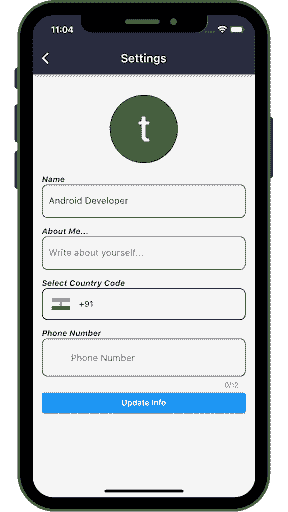 11:04
Settings
t
Name
Android Developer
About Me...
Write about yourself...
Select Country Code
+91
Phone Number
Phone Number
0/12
Update Info